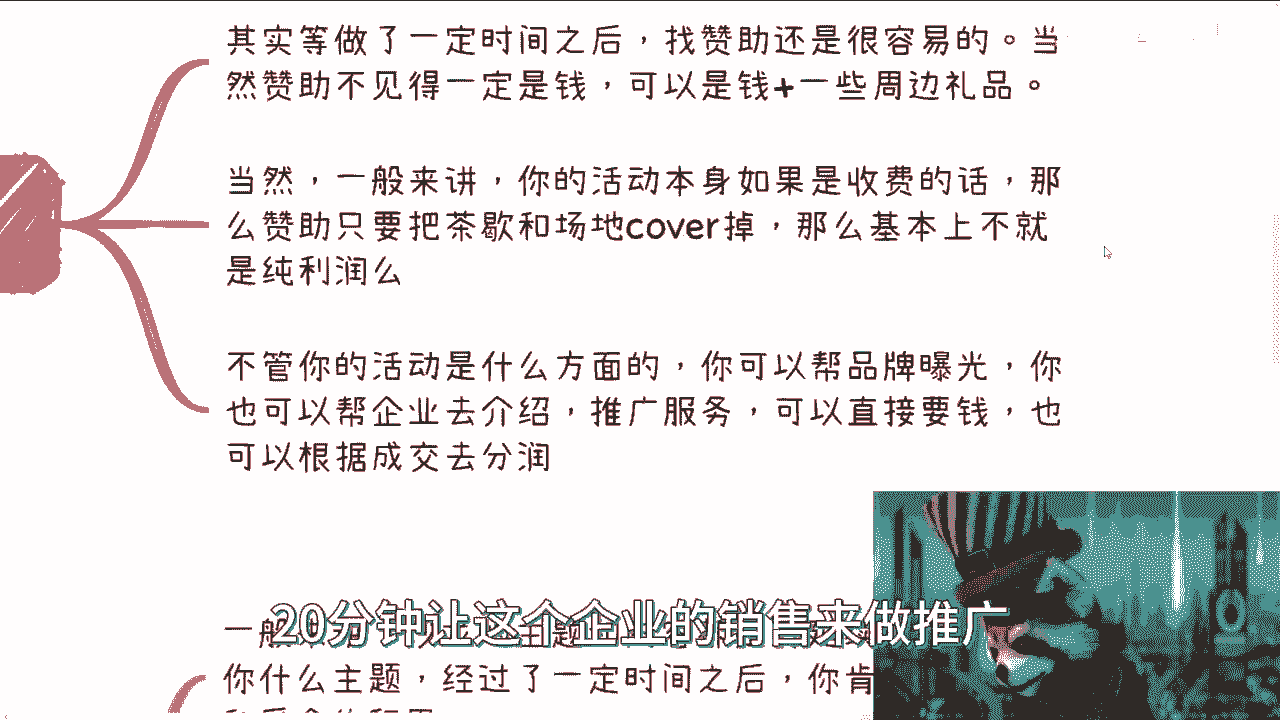 其实等做了一定时间之后，找赞助还是很容易的。当
然赞助不见得一定是钱，可以是钱+一些周边礼品。
当然，一般来讲，你的活动本身如果是收费的话，那
么赞助只要把茶歇和场地cover掉，那么基本上不就
是纯利润么
不管你的活动是什么方面的，你可以帮品牌曝光，你
也可以帮企业去介绍，推广服务，可以直接要钱，也
可以根据成交去分润
20分钟让这个企业的销售来做推广
一般
你什么主题，经过了一定时间之后，你肯